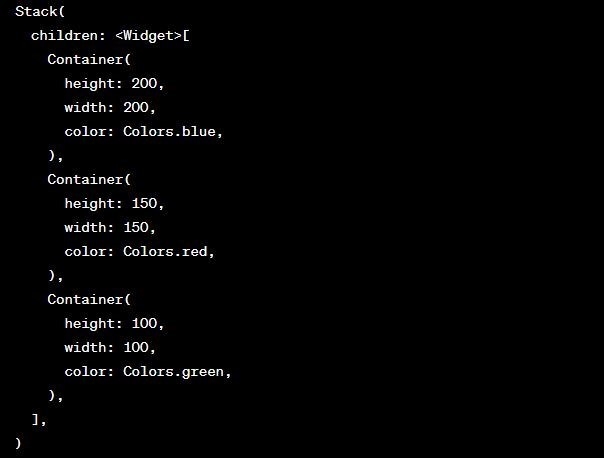 Stack(
  children: <Widget>[
    Container(
      height: 200,
      width: 200,
      color: Colors.blue,
    ),
    Container(
      height: 150,
      width: 150,
      color: Colors.red,
    ),
    Container(
      height: 100,
      width: 100,
      color: Colors.green,
    ),
  ],
)